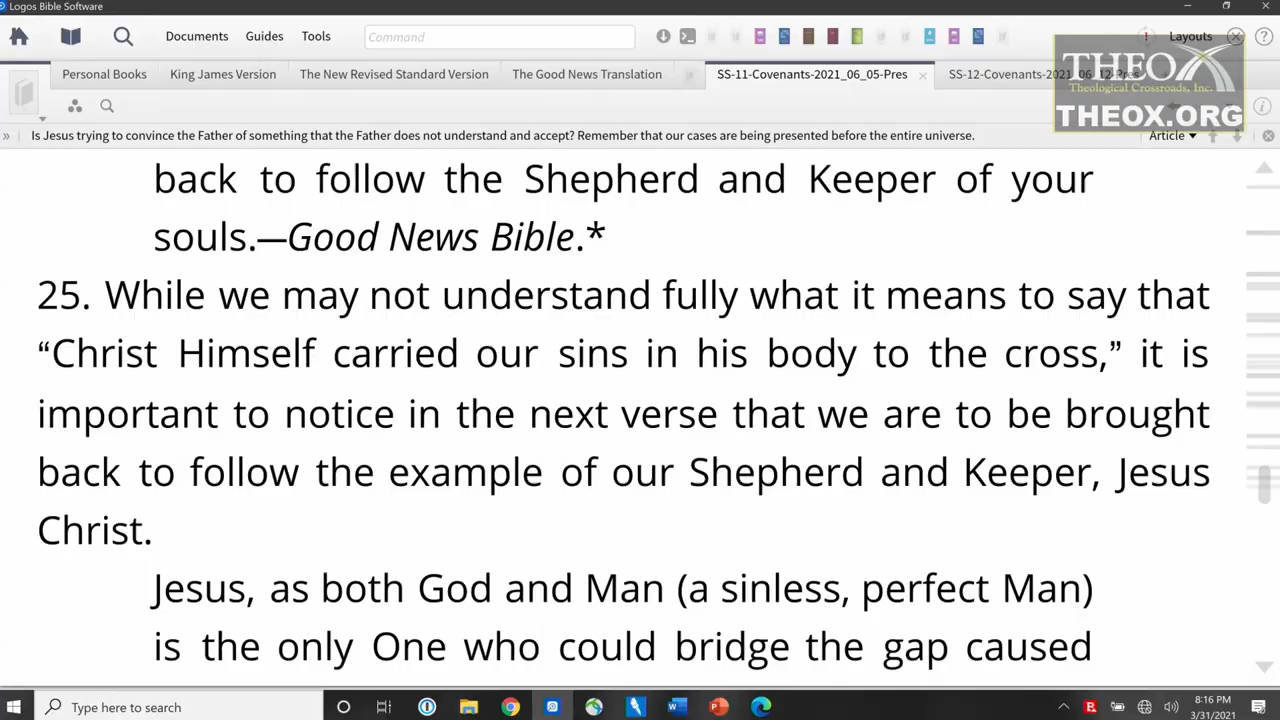 Logos Bible Software
Documents Guides Tools Command Layouts
Personal Books King James Version The New Revised Standard Version The Good News Translation SS-11-Covenants-2021_06_05-Pres SS-12-Covenants-2021_06_12-Pres
THEOX
Theological Crossroads, Inc.
THEOX.ORG
» Is Jesus trying to convince the Father of something that the Father does not understand and accept? Remember that our cases are being presented before the entire universe. Article
back to follow the Shepherd and Keeper of your
souls.—Good News Bible.*
25. While we may not understand fully what it means to say that
“Christ Himself carried our sins in his body to the cross,” it is
important to notice in the next verse that we are to be brought
back to follow the example of our Shepherd and Keeper, Jesus
Christ.
Jesus, as both God and Man (a sinless, perfect Man)
is the only One who could bridge the gap caused
Type here to search
8:16 PM
3/31/2021